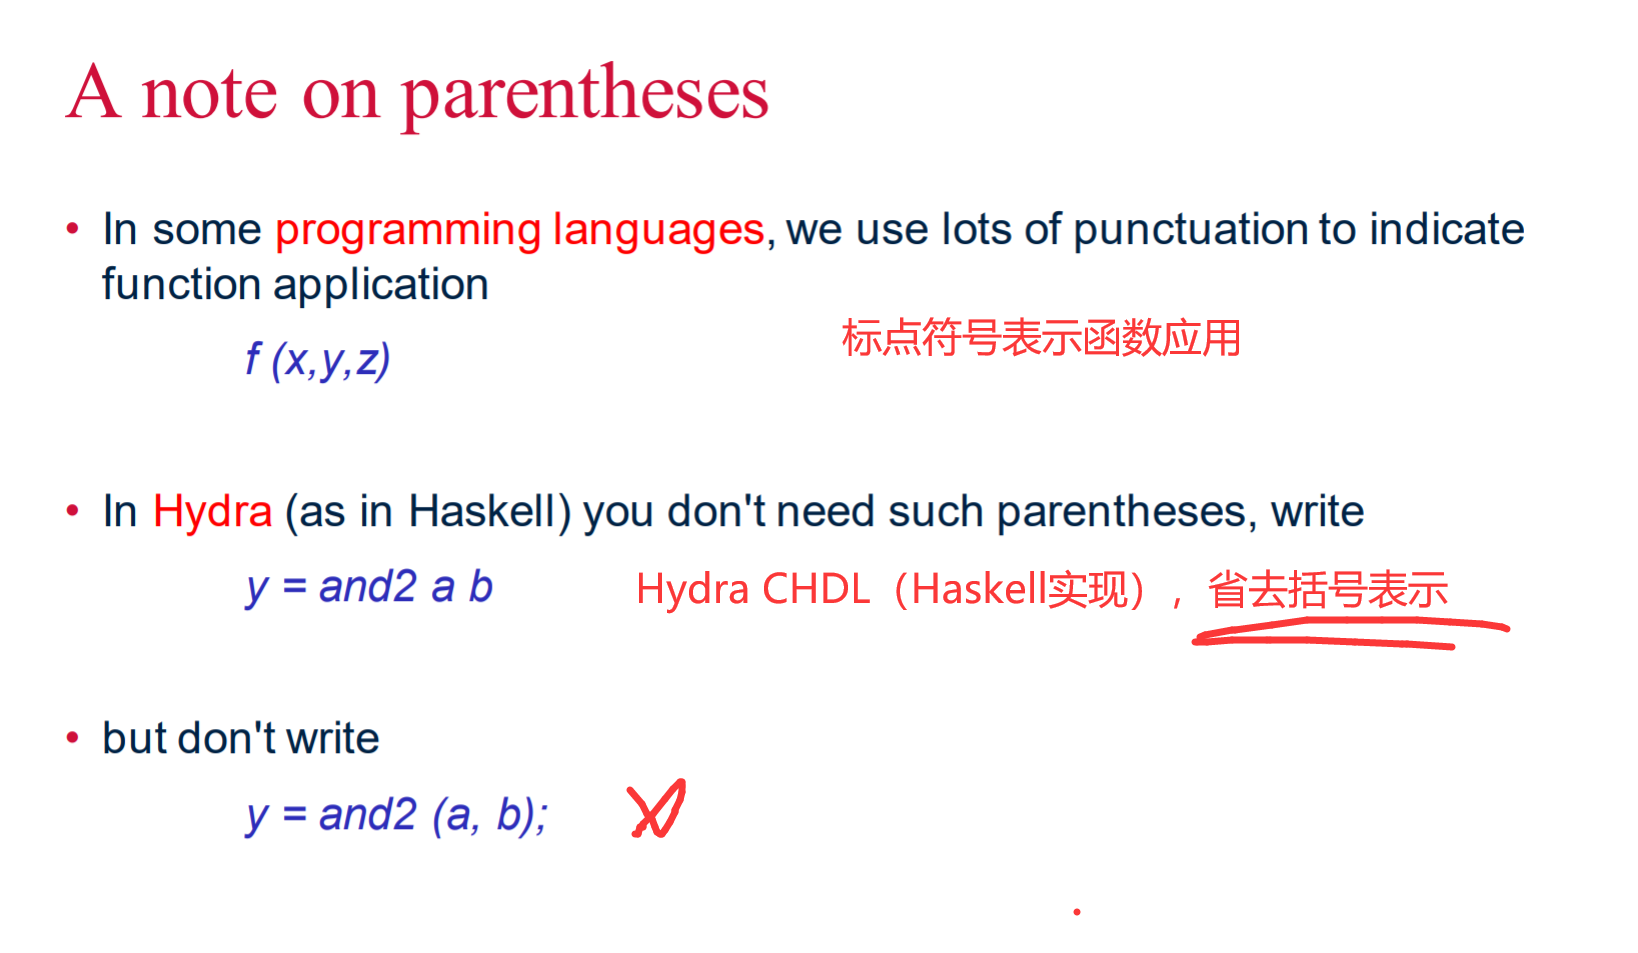 A note on parentheses
• In some programming languages, we use lots of punctuation to indicate
function application
标点符号表示函数应用
f (x,y,z)
• In Hydra (as in Haskell) you don't need such parentheses, write
y = and2 a b
Hydra CHDL（Haskell实现），省去括号表示
• but don't write
y = and2 (a, b);